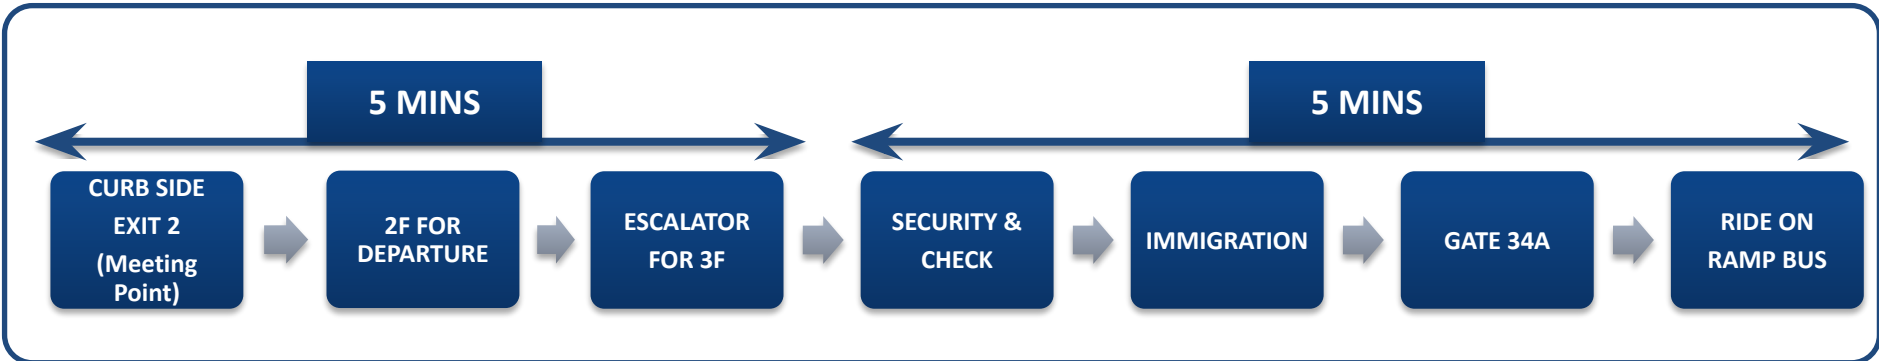 5 MINS
5 MINS
CURB SIDE
EXIT 2
(Meeting
Point)
2F FOR
DEPARTURE
ESCALATOR
FOR 3F
SECURITY &
CHECK
IMMIGRATION
GATE 34A
RIDE ON
RAMP BUS